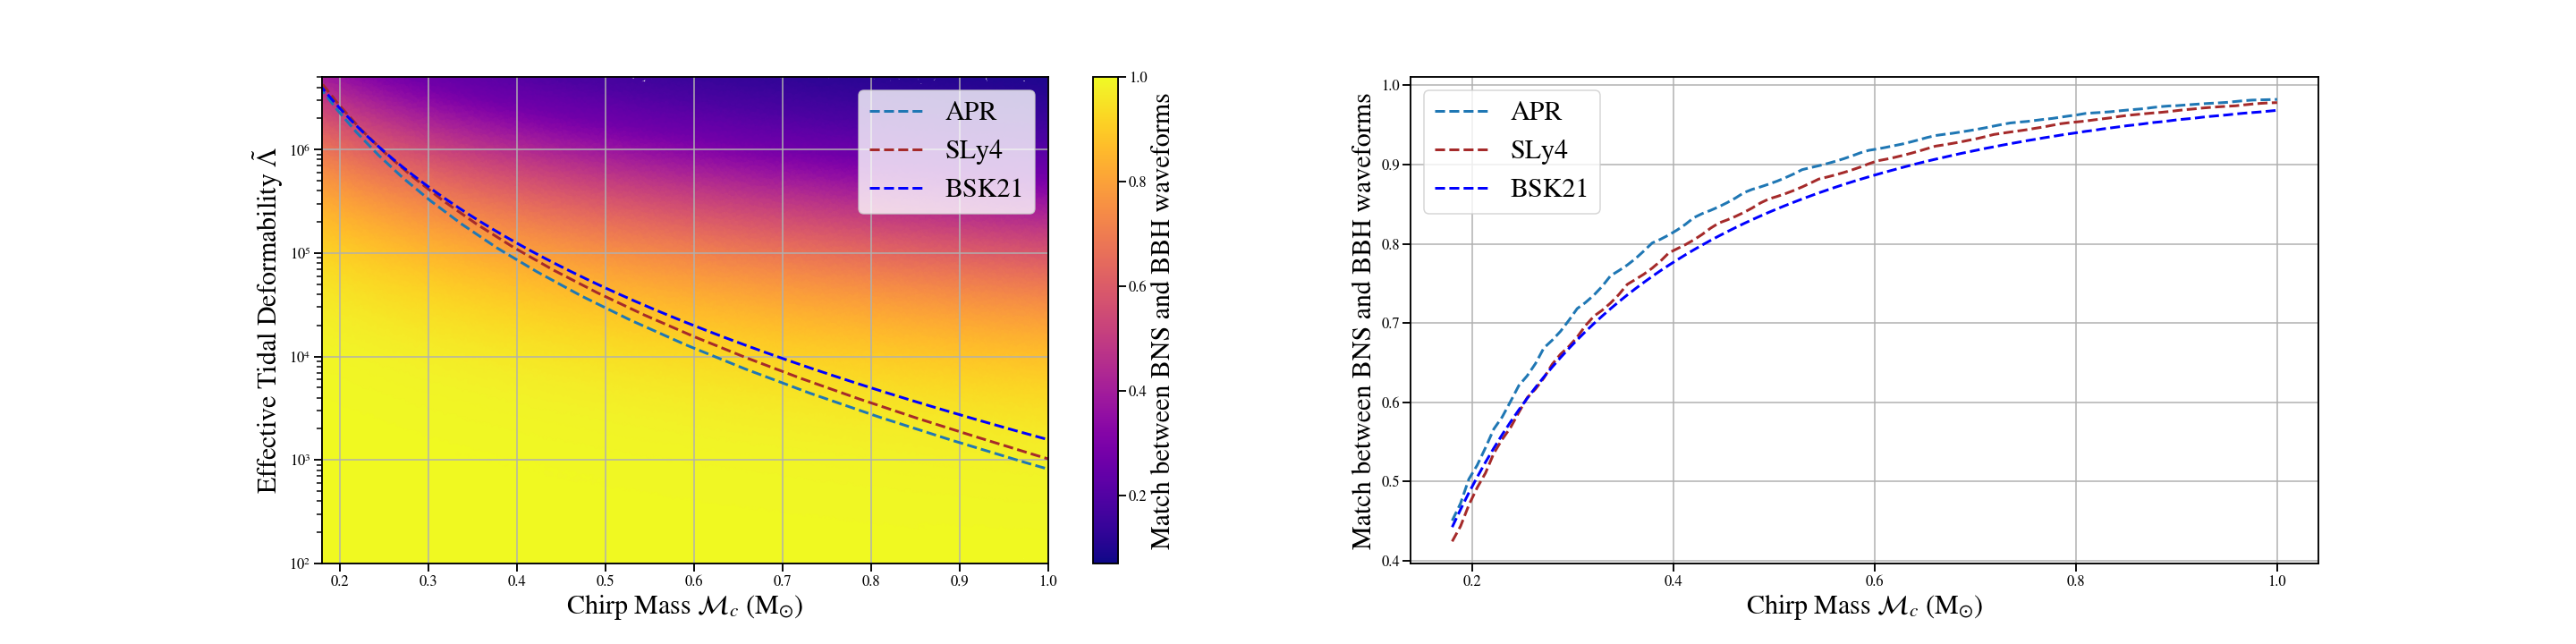 Effective Tidal Deformability Λ̃
10⁶
10⁵
10⁴
10³
10²
0.2 0.3 0.4 0.5 0.6 0.7 0.8 0.9 1.0
Chirp Mass ℳc (M⊙)
APR
SLy4
BSK21
1.0
0.8
0.6
0.4
0.2
Match between BNS and BBH waveforms
Match between BNS and BBH waveforms
1.0
0.9
0.8
0.7
0.6
0.5
0.4
APR
SLy4
BSK21
0.2 0.4 0.6 0.8 1.0
Chirp Mass ℳc (M⊙)